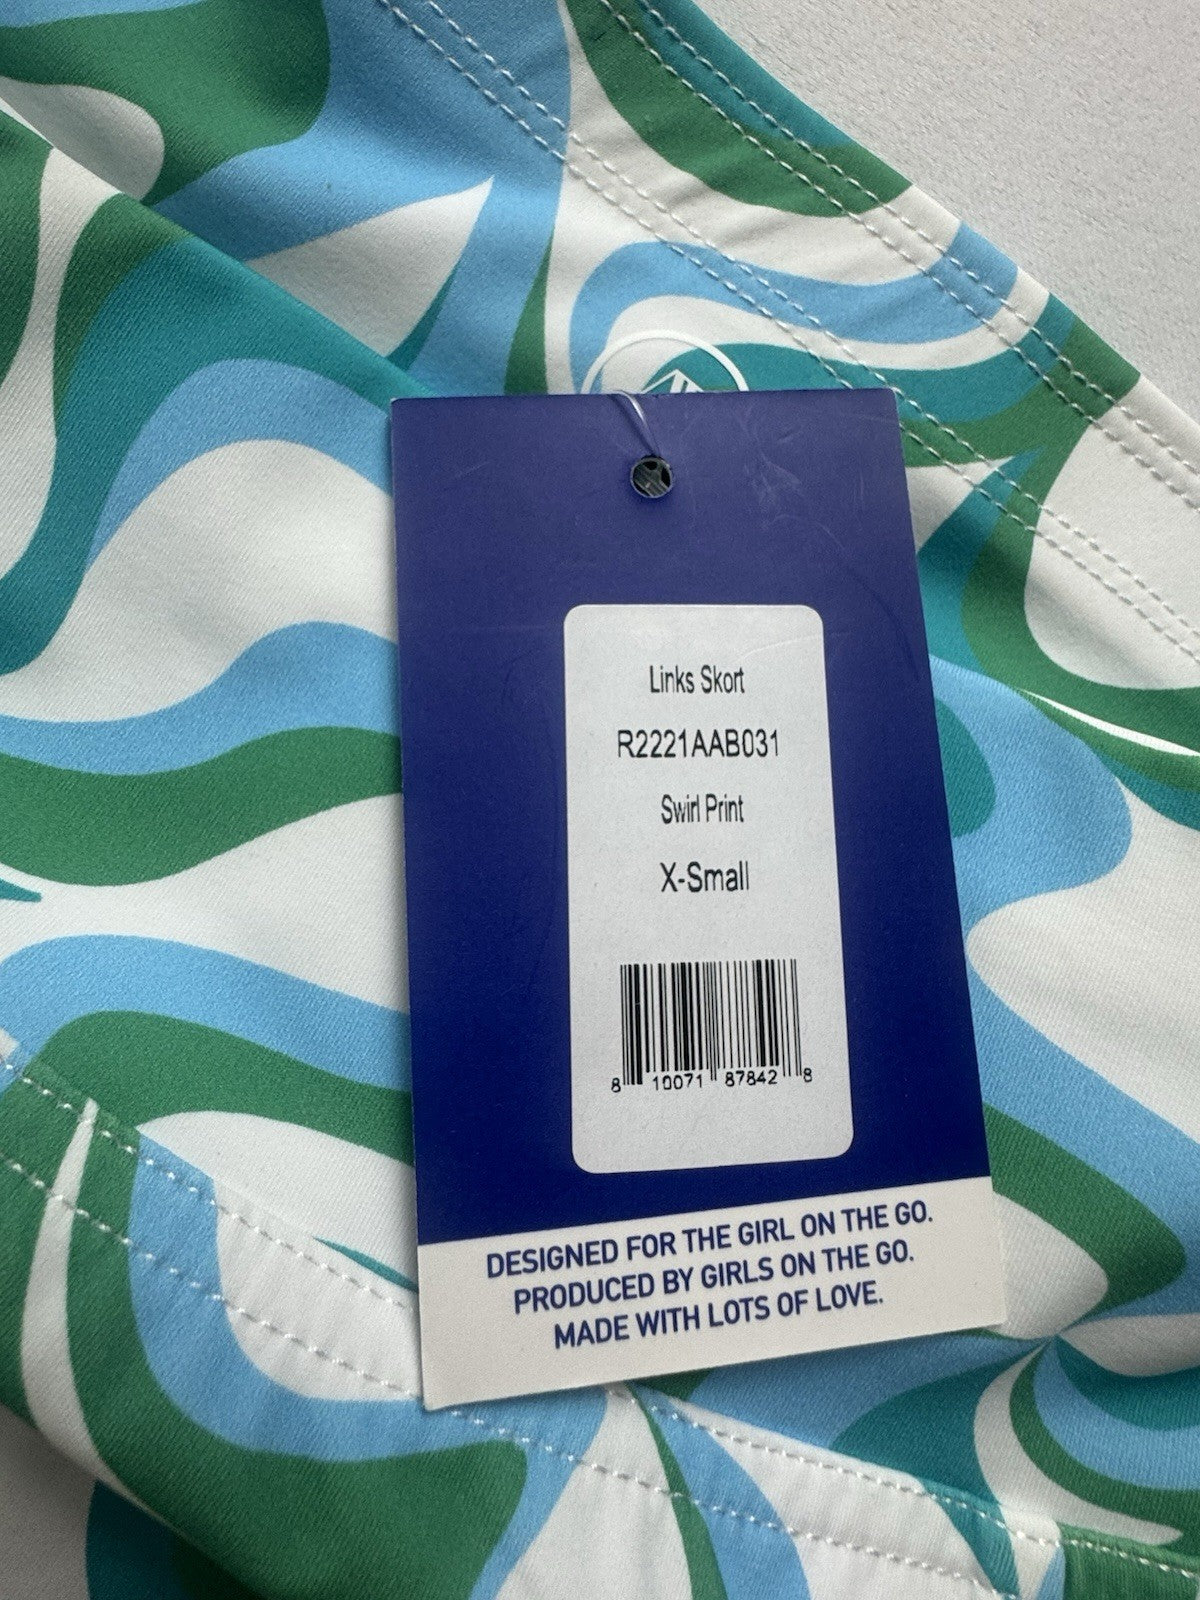 Links Skort
R2221AAB031
Swirl Print
X-Small
8 10071 87842 8
DESIGNED FOR THE GIRL ON THE GO.
PRODUCED BY GIRLS ON THE GO.
MADE WITH LOTS OF LOVE.